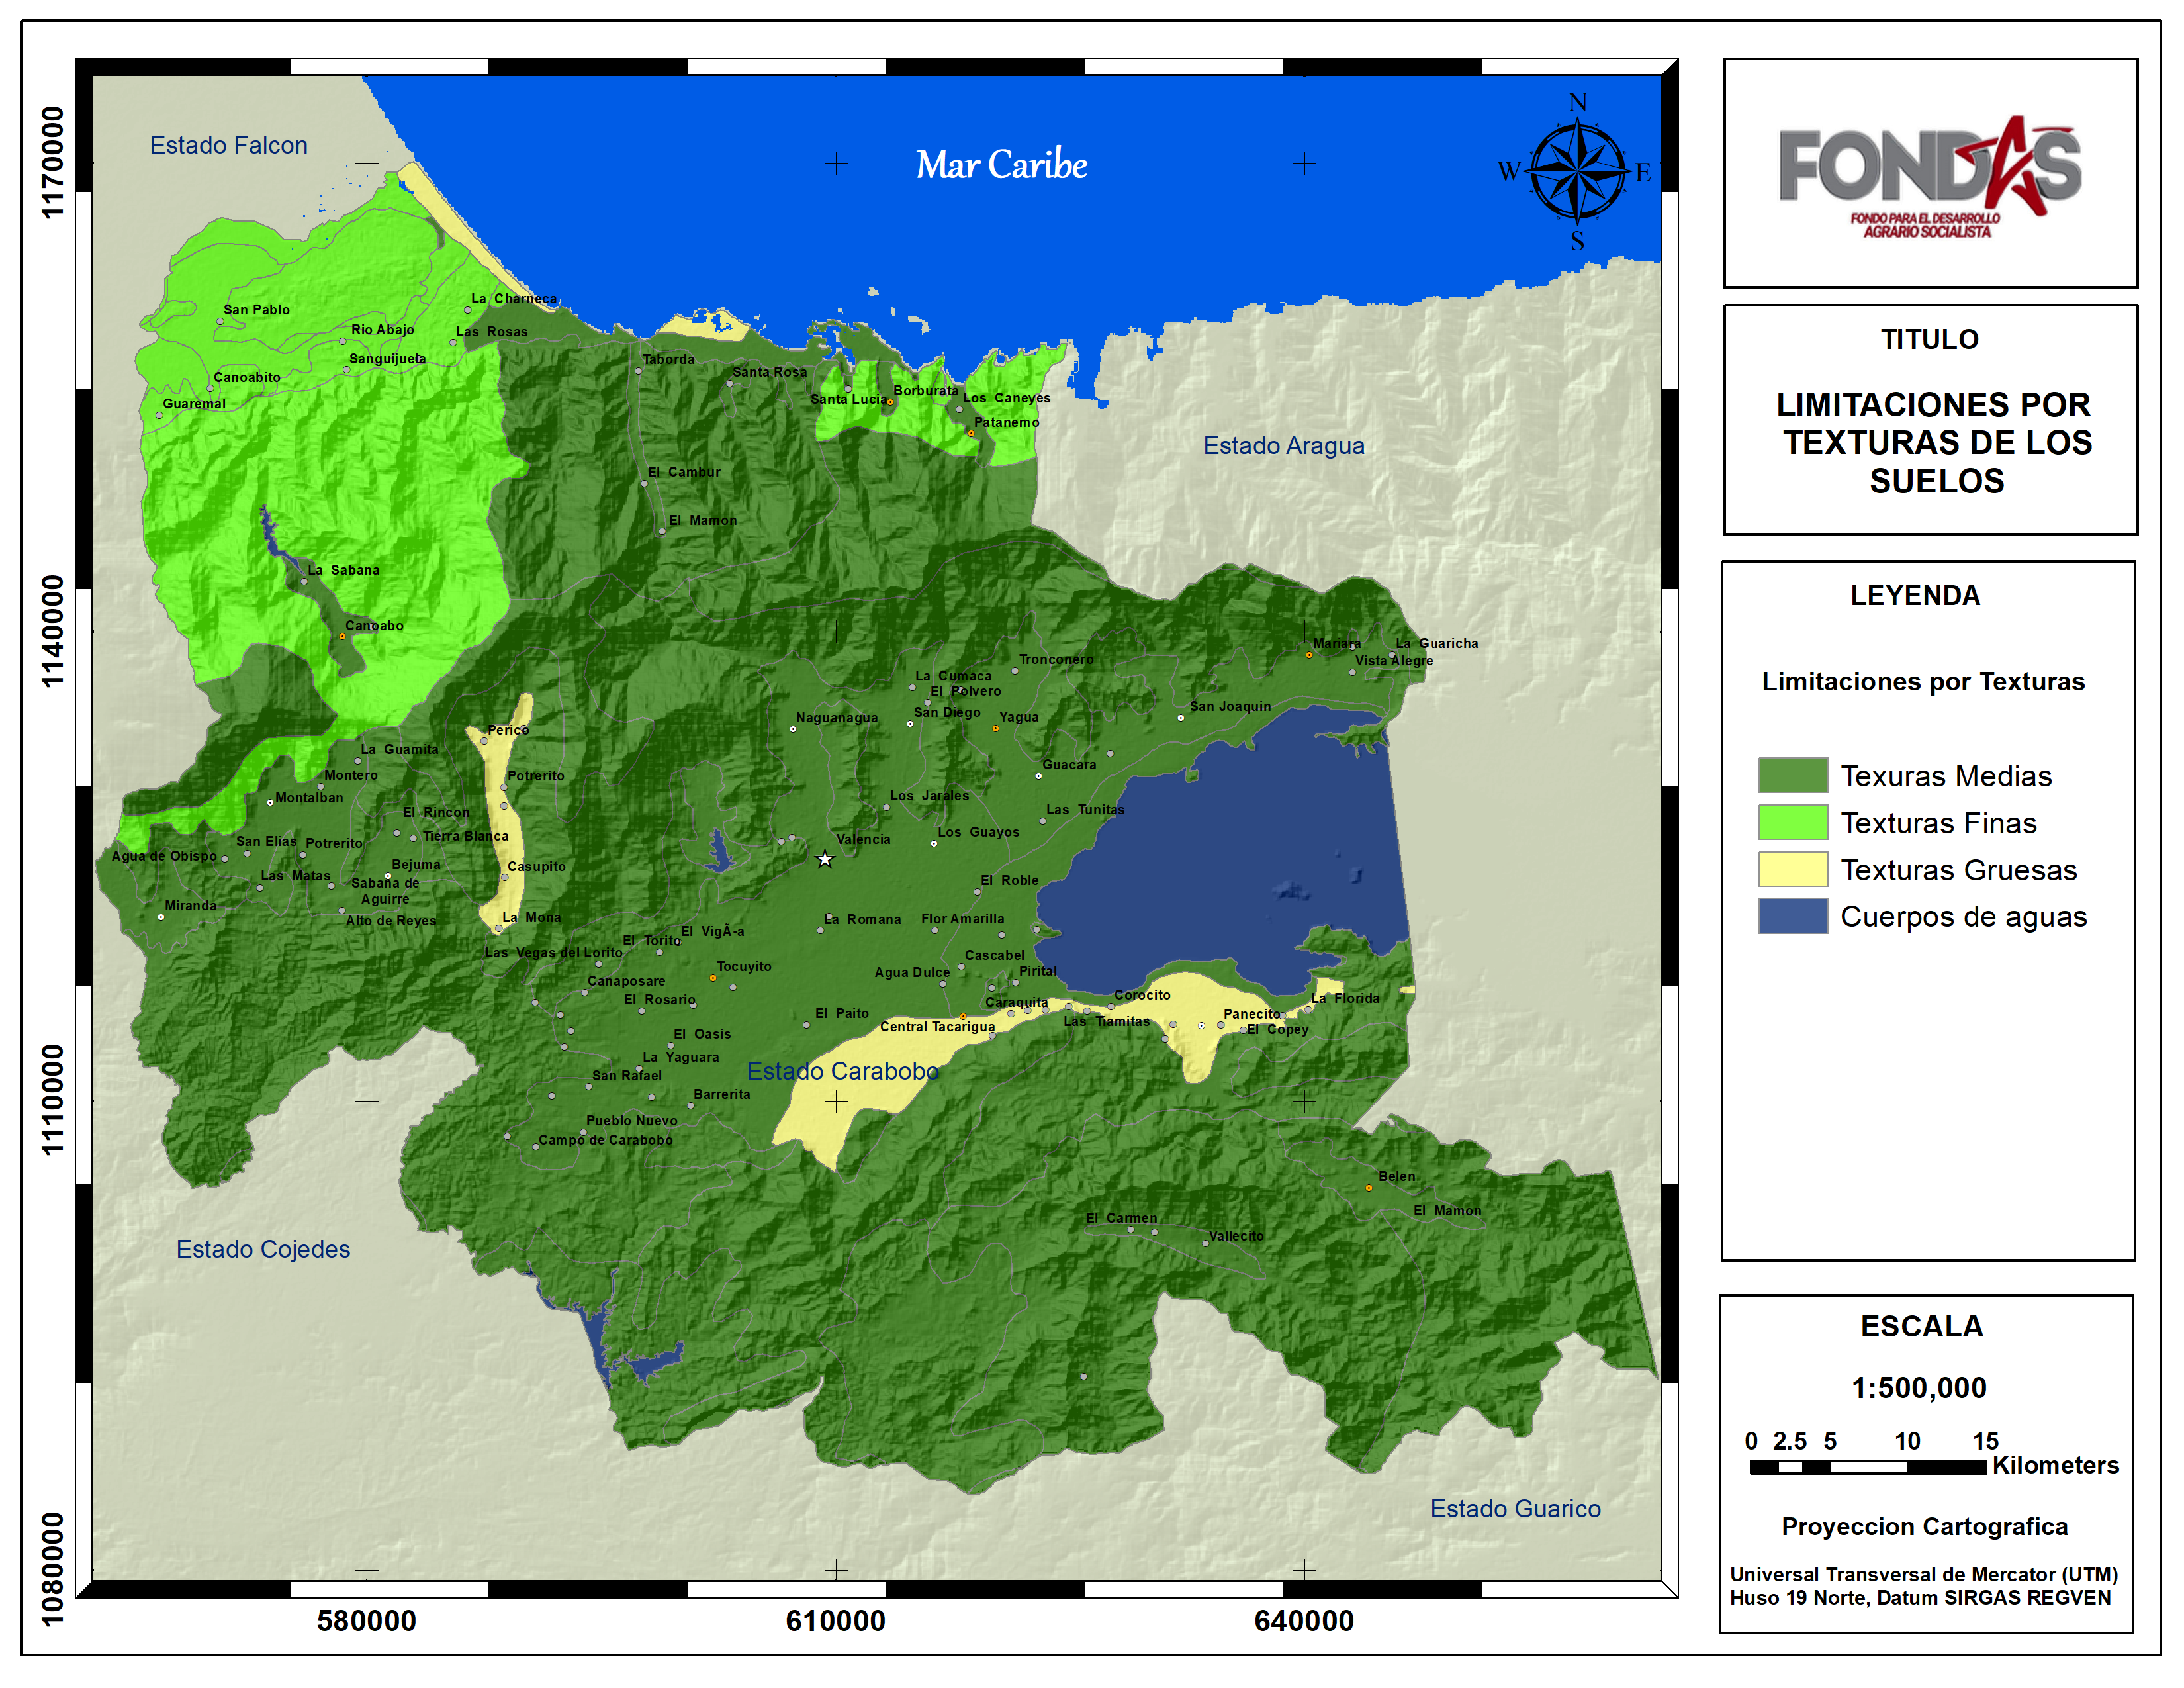 Estado Falcon
Mar Caribe
N
W
E
S
Estado Aragua
Estado Carabobo
Estado Cojedes
Estado Guarico
La Charneca
San Pablo
Rio Abajo
Las Rosas
Sanguijuela
Canoabito
Guaremal
Taborda
Santa Rosa
Santa Lucia
Borburata
Los Caneyes
Patanemo
El Cambur
El Mamon
La Sabana
Canoabo
Mariara
La Guaricha
Vista Alegre
Tronconero
La Cumaca
El Polvero
San Diego
Yagua
San Joaquin
Naguanagua
Perico
La Guamita
Montero
Potrerito
Guacara
Montalban
El Rincon
Los Jarales
Las Tunitas
Tierra Blanca
San Elias
Potrerito
Valencia
Los Guayos
Agua de Obispo
Bejuma
Casupito
Las Matas
Sabana de
Aguirre
El Roble
Miranda
Alto de Reyes
La Mona
La Romana
Flor Amarilla
El VigÃ-a
El Torito
Las Vegas del Lorito
Cascabel
Tocuyito
Agua Dulce
Pirital
Canaposare
El Rosario
Caraquita
Corocito
La Florida
El Paito
Central Tacarigua
Las Tiamitas
Panecito
El Copey
El Oasis
La Yaguara
San Rafael
Barrerita
Pueblo Nuevo
Campo de Carabobo
Belen
El Mamon
El Carmen
Vallecito
1170000
1140000
1110000
1080000
580000
610000
640000
FONDAS
FONDO PARA EL DESARROLLO
AGRARIO SOCIALISTA
TITULO
LIMITACIONES POR
TEXTURAS DE LOS
SUELOS
LEYENDA
Limitaciones por Texturas
Texuras Medias
Texturas Finas
Texturas Gruesas
Cuerpos de aguas
ESCALA
1:500,000
0 2.5 5 10 15
Kilometers
Proyeccion Cartografica
Universal Transversal de Mercator (UTM)
Huso 19 Norte, Datum SIRGAS REGVEN